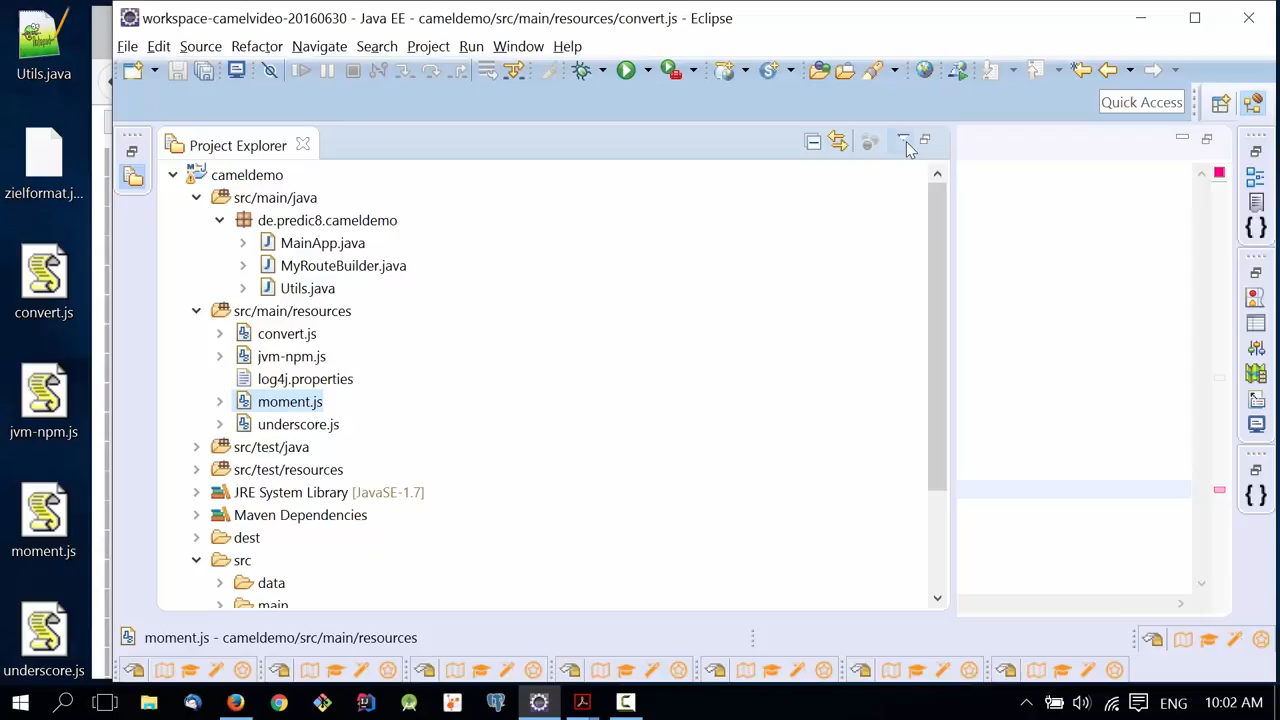 workspace-camelvideo-20160630 - Java EE - cameldemo/src/main/resources/convert.js - Eclipse
File Edit Source Refactor Navigate Search Project Run Window Help
Quick Access
Project Explorer
cameldemo
src/main/java
de.predic8.cameldemo
MainApp.java
MyRouteBuilder.java
Utils.java
src/main/resources
convert.js
jvm-npm.js
log4j.properties
moment.js
underscore.js
src/test/java
src/test/resources
JRE System Library [JavaSE-1.7]
Maven Dependencies
dest
src
data
main
moment.js - cameldemo/src/main/resources
Utils.java
zielformat.j...
convert.js
jvm-npm.js
moment.js
underscore.js
ENG
10:02 AM